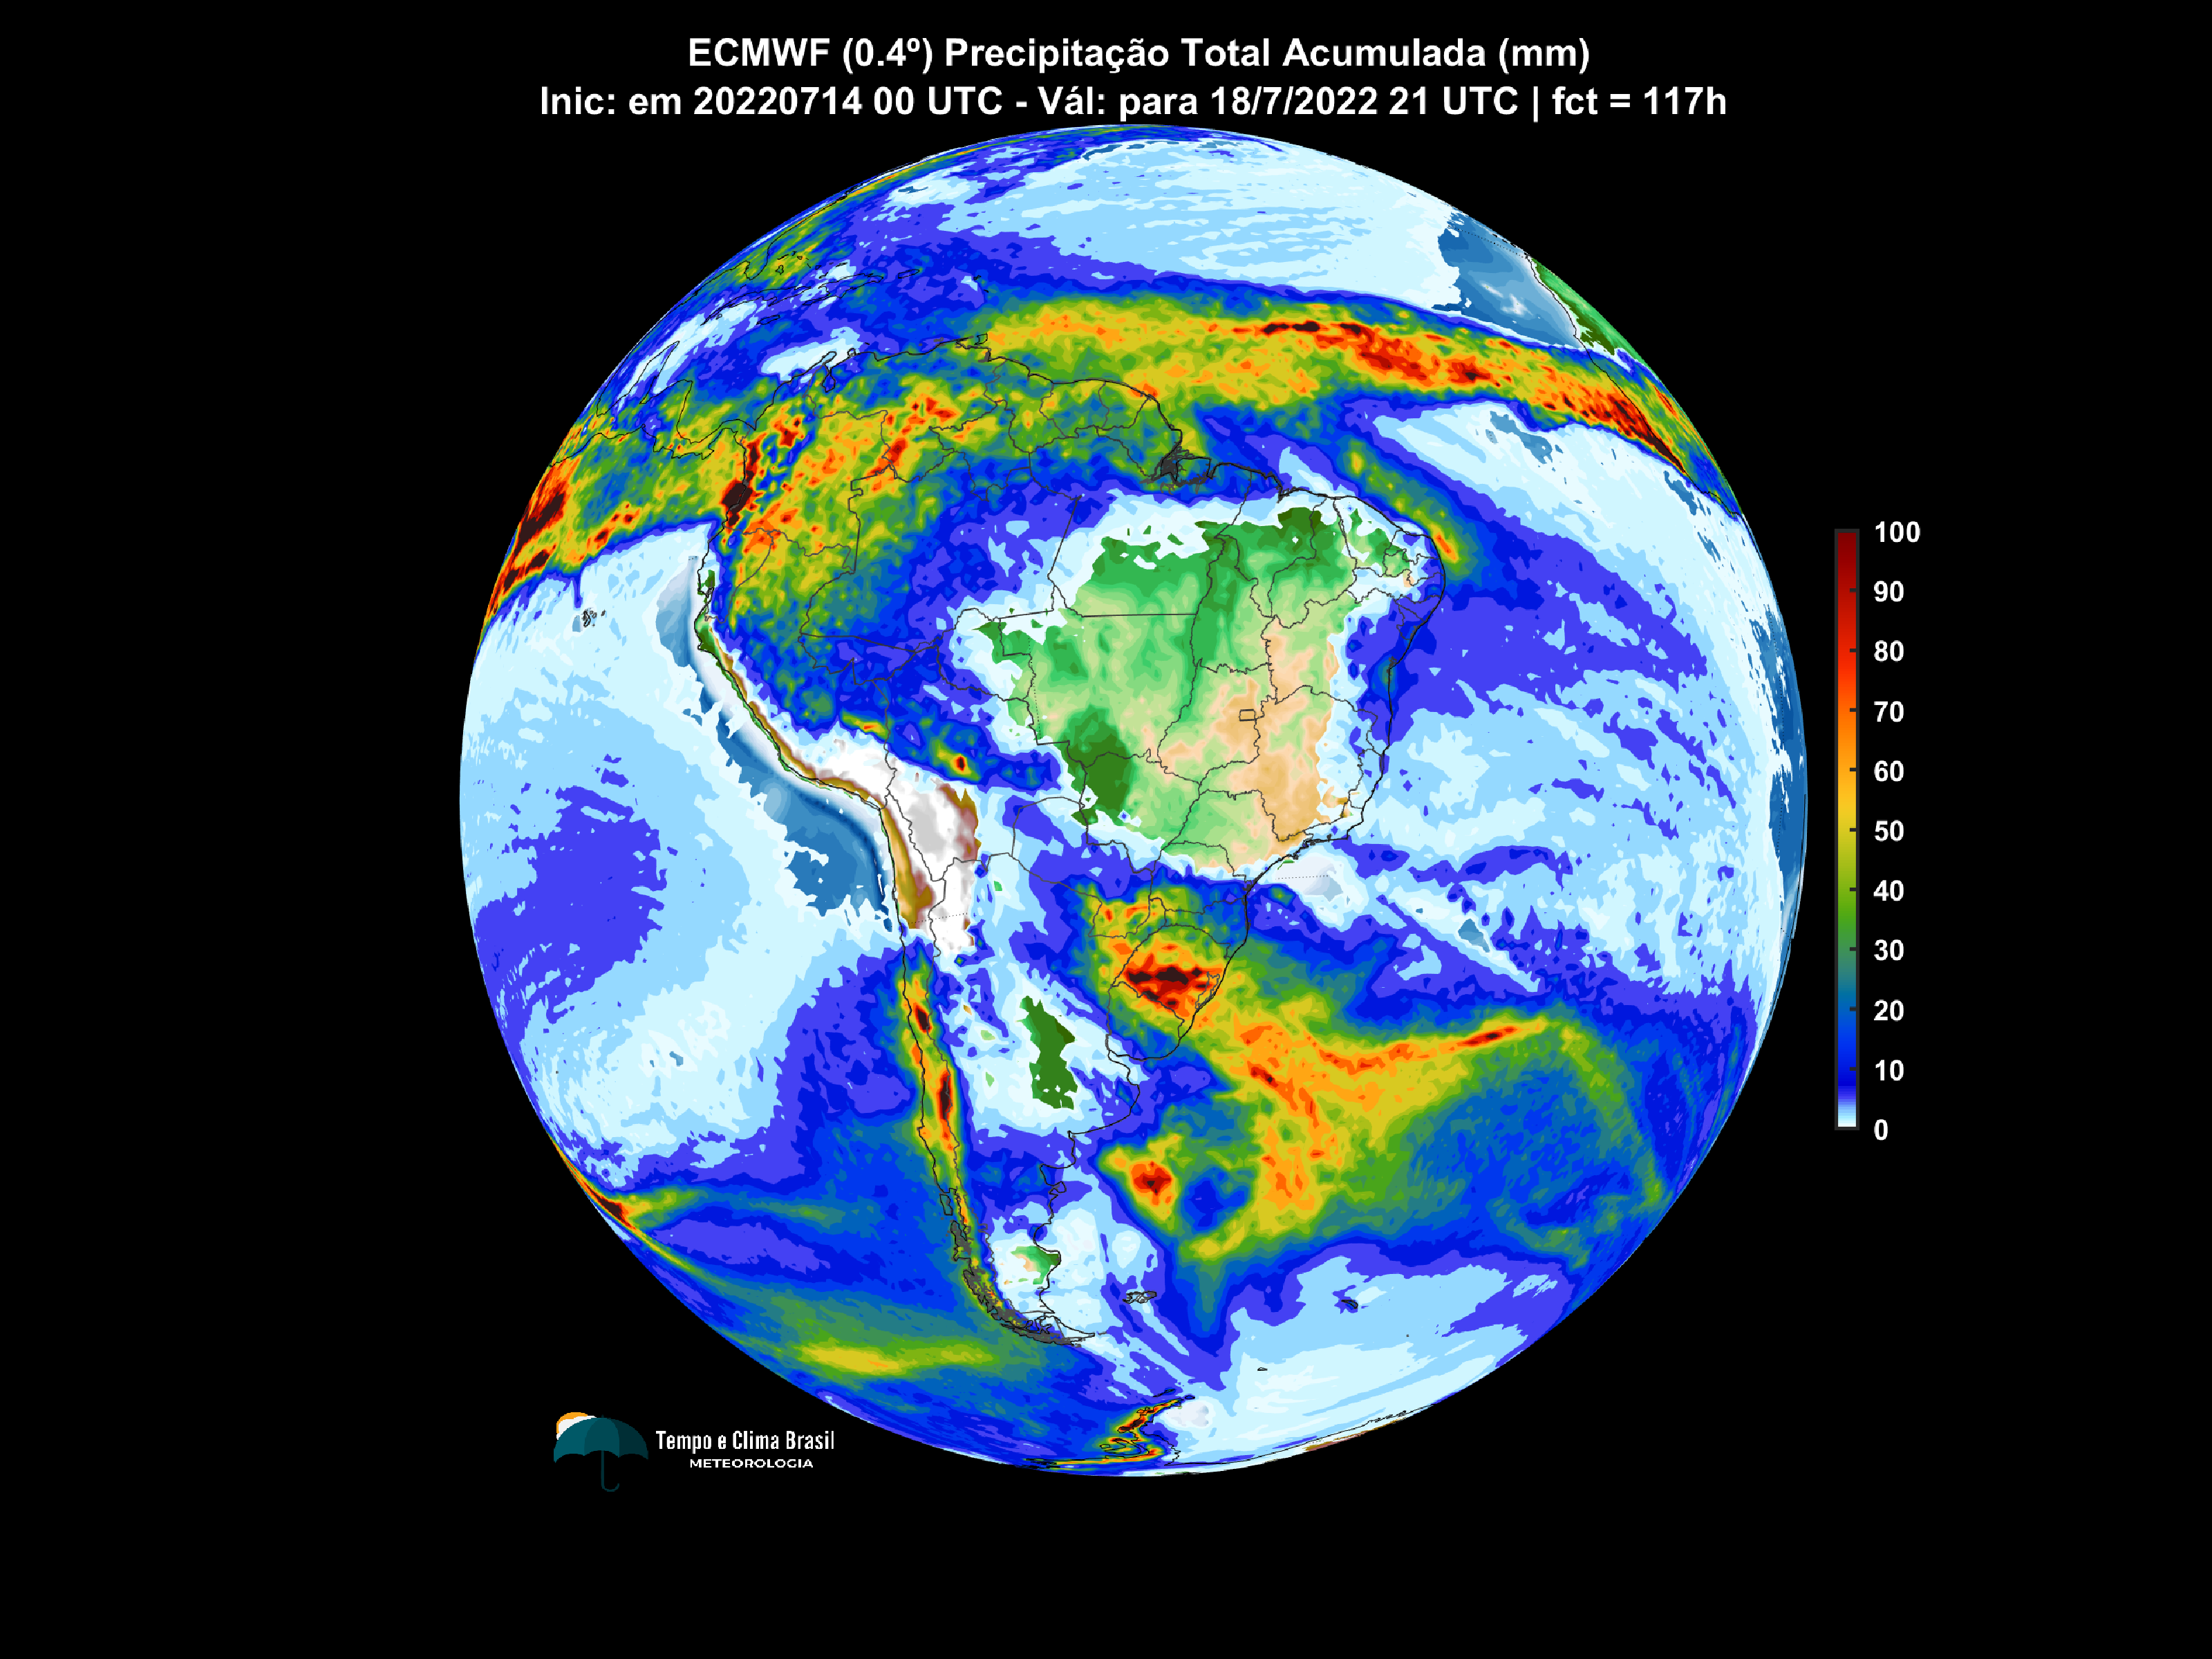 ECMWF (0.4º) Precipitação Total Acumulada (mm)
Inic: em 20220714 00 UTC - Vál: para 18/7/2022 21 UTC | fct = 117h
100
90
80
70
60
50
40
30
20
10
0
Tempo e Clima Brasil
METEOROLOGIA